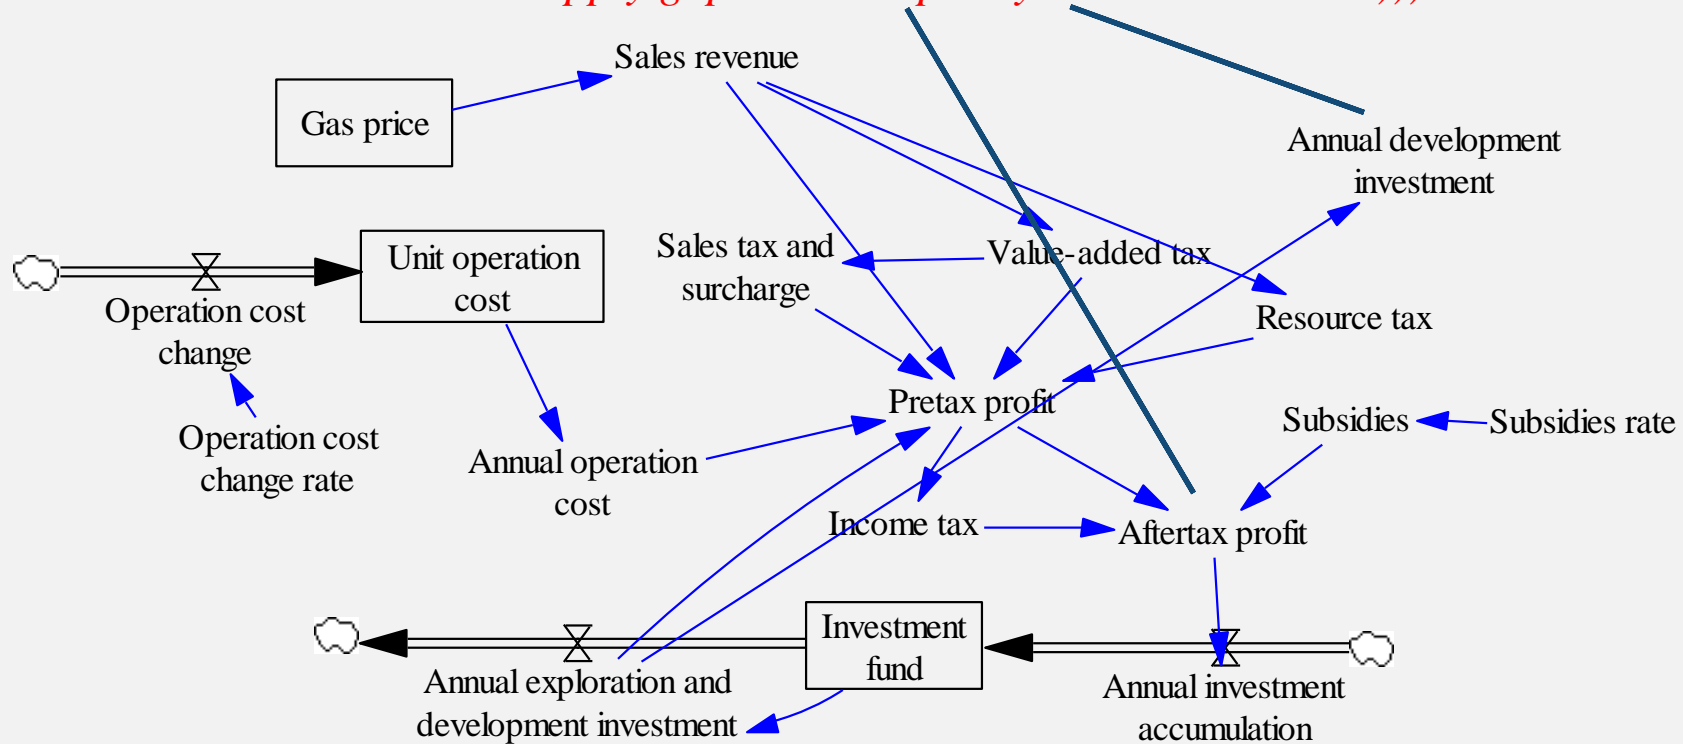 Sales revenue
Gas price
Annual development
investment
Unit operation
cost
Sales tax and
surcharge
Value-added tax
Operation cost
change
Resource tax
Pretax profit
Subsidies
Subsidies rate
Operation cost
change rate
Annual operation
cost
Income tax
Aftertax profit
Investment
fund
Annual exploration and
development investment
Annual investment
accumulation